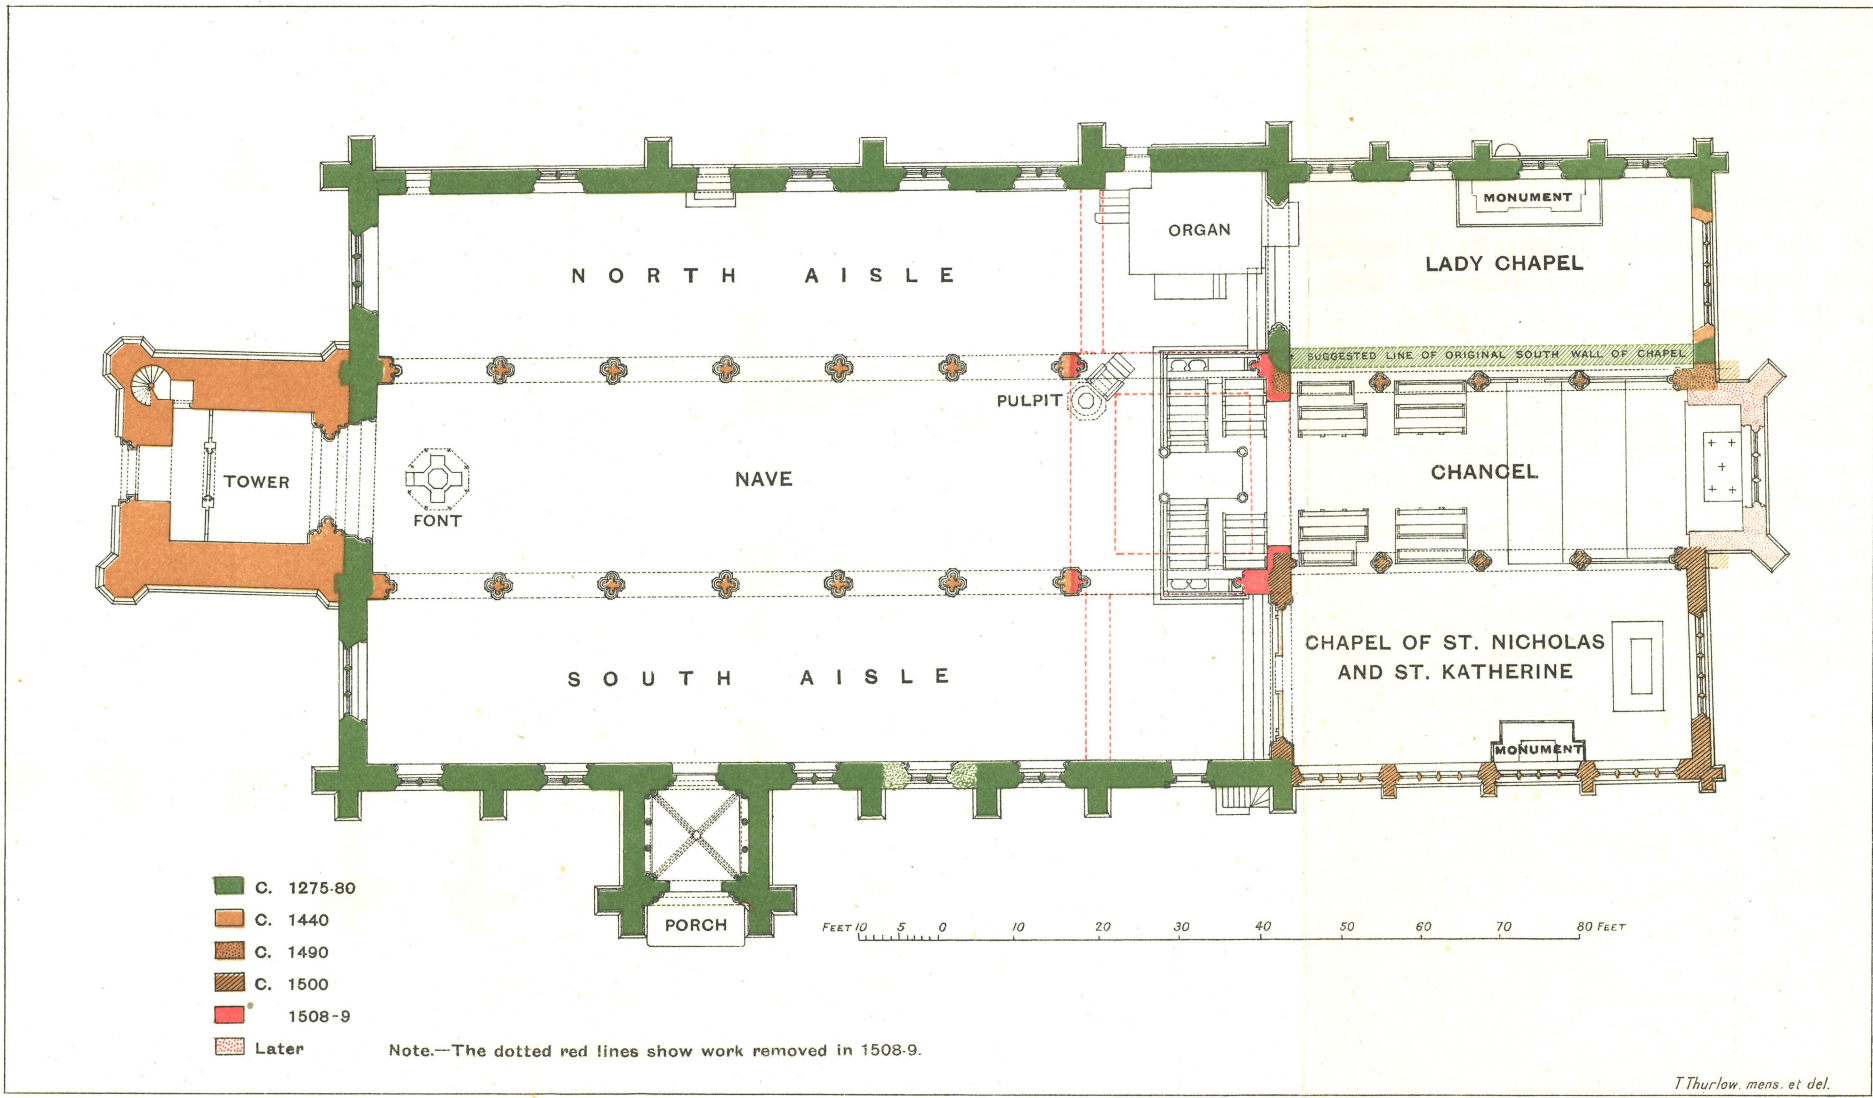 MONUMENT
ORGAN
LADY CHAPEL
NORTH AISLE
SUGGESTED LINE OF ORIGINAL SOUTH WALL OF CHAPEL
PULPIT
TOWER
NAVE
CHANCEL
FONT
CHAPEL OF ST. NICHOLAS
AND ST. KATHERINE
SOUTH AISLE
MONUMENT
PORCH
FEET 10 5 0 10 20 30 40 50 60 70 80 FEET
C. 1275-80
C. 1440
C. 1490
C. 1500
1508-9
Later
Note.—The dotted red lines show work removed in 1508-9.
T Thurlow. mens. et del.